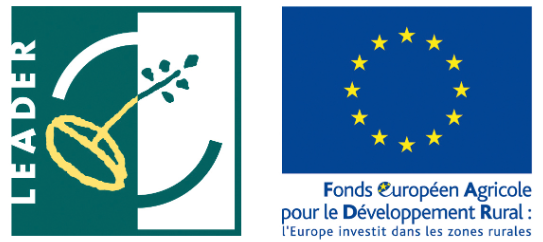 LEADER
Fonds européen Agricole
pour le Développement Rural :
l'Europe investit dans les zones rurales